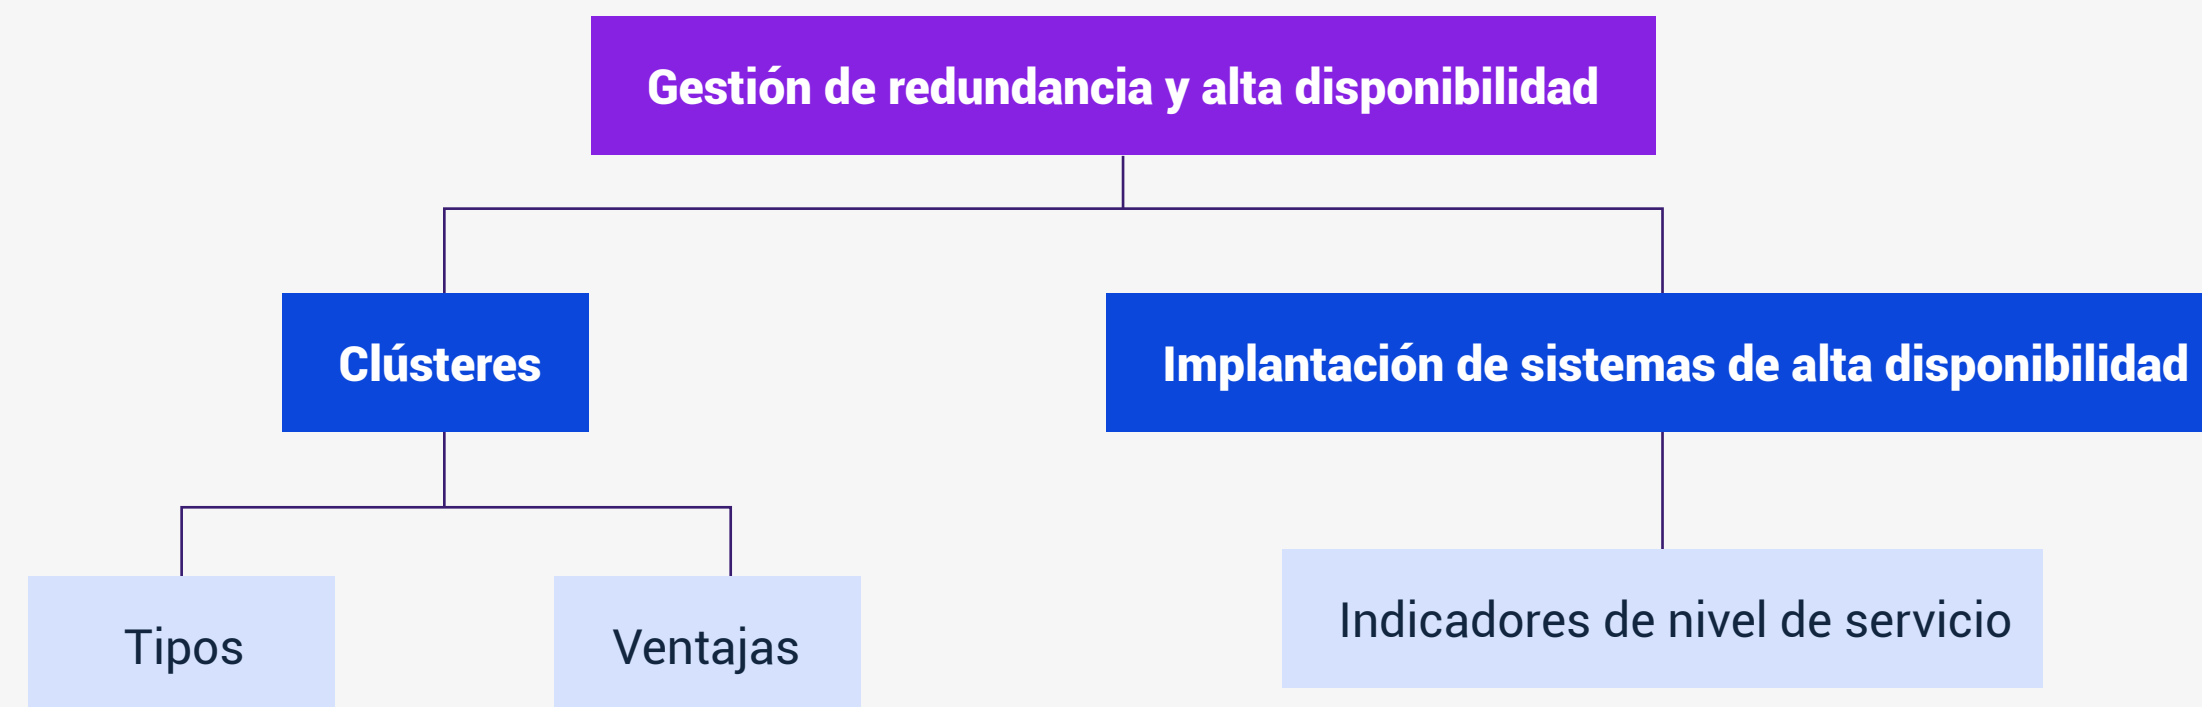 Gestión de redundancia y alta disponibilidad
Clústeres
Implantación de sistemas de alta disponibilidad
Tipos
Ventajas
Indicadores de nivel de servicio